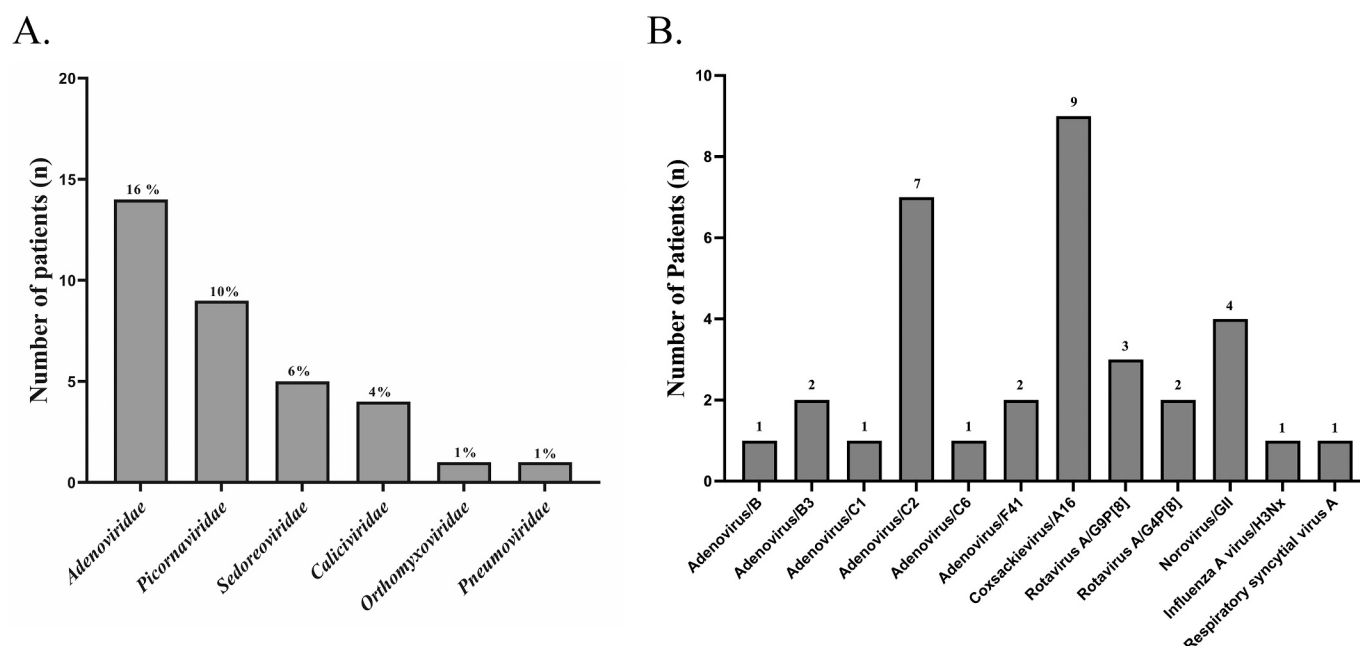 A.
Number of patients (n)
20
15
10
5
0
16 %
10%
6%
4%
1%
1%
Adenoviridae
Picornaviridae
Sedoreoviridae
Caliciviridae
Orthomyxoviridae
Pneumoviridae
B.
Number of Patients (n)
10
8
6
4
2
0
1
2
1
7
1
2
9
3
2
4
1
1
Adenovirus/B
Adenovirus/B3
Adenovirus/C1
Adenovirus/C2
Adenovirus/C6
Adenovirus/F41
Coxsackievirus/A16
Rotavirus A/G9P[8]
Rotavirus A/G4P[8]
Norovirus/GII
Influenza A virus/H3Nx
Respiratory syncytial virus A